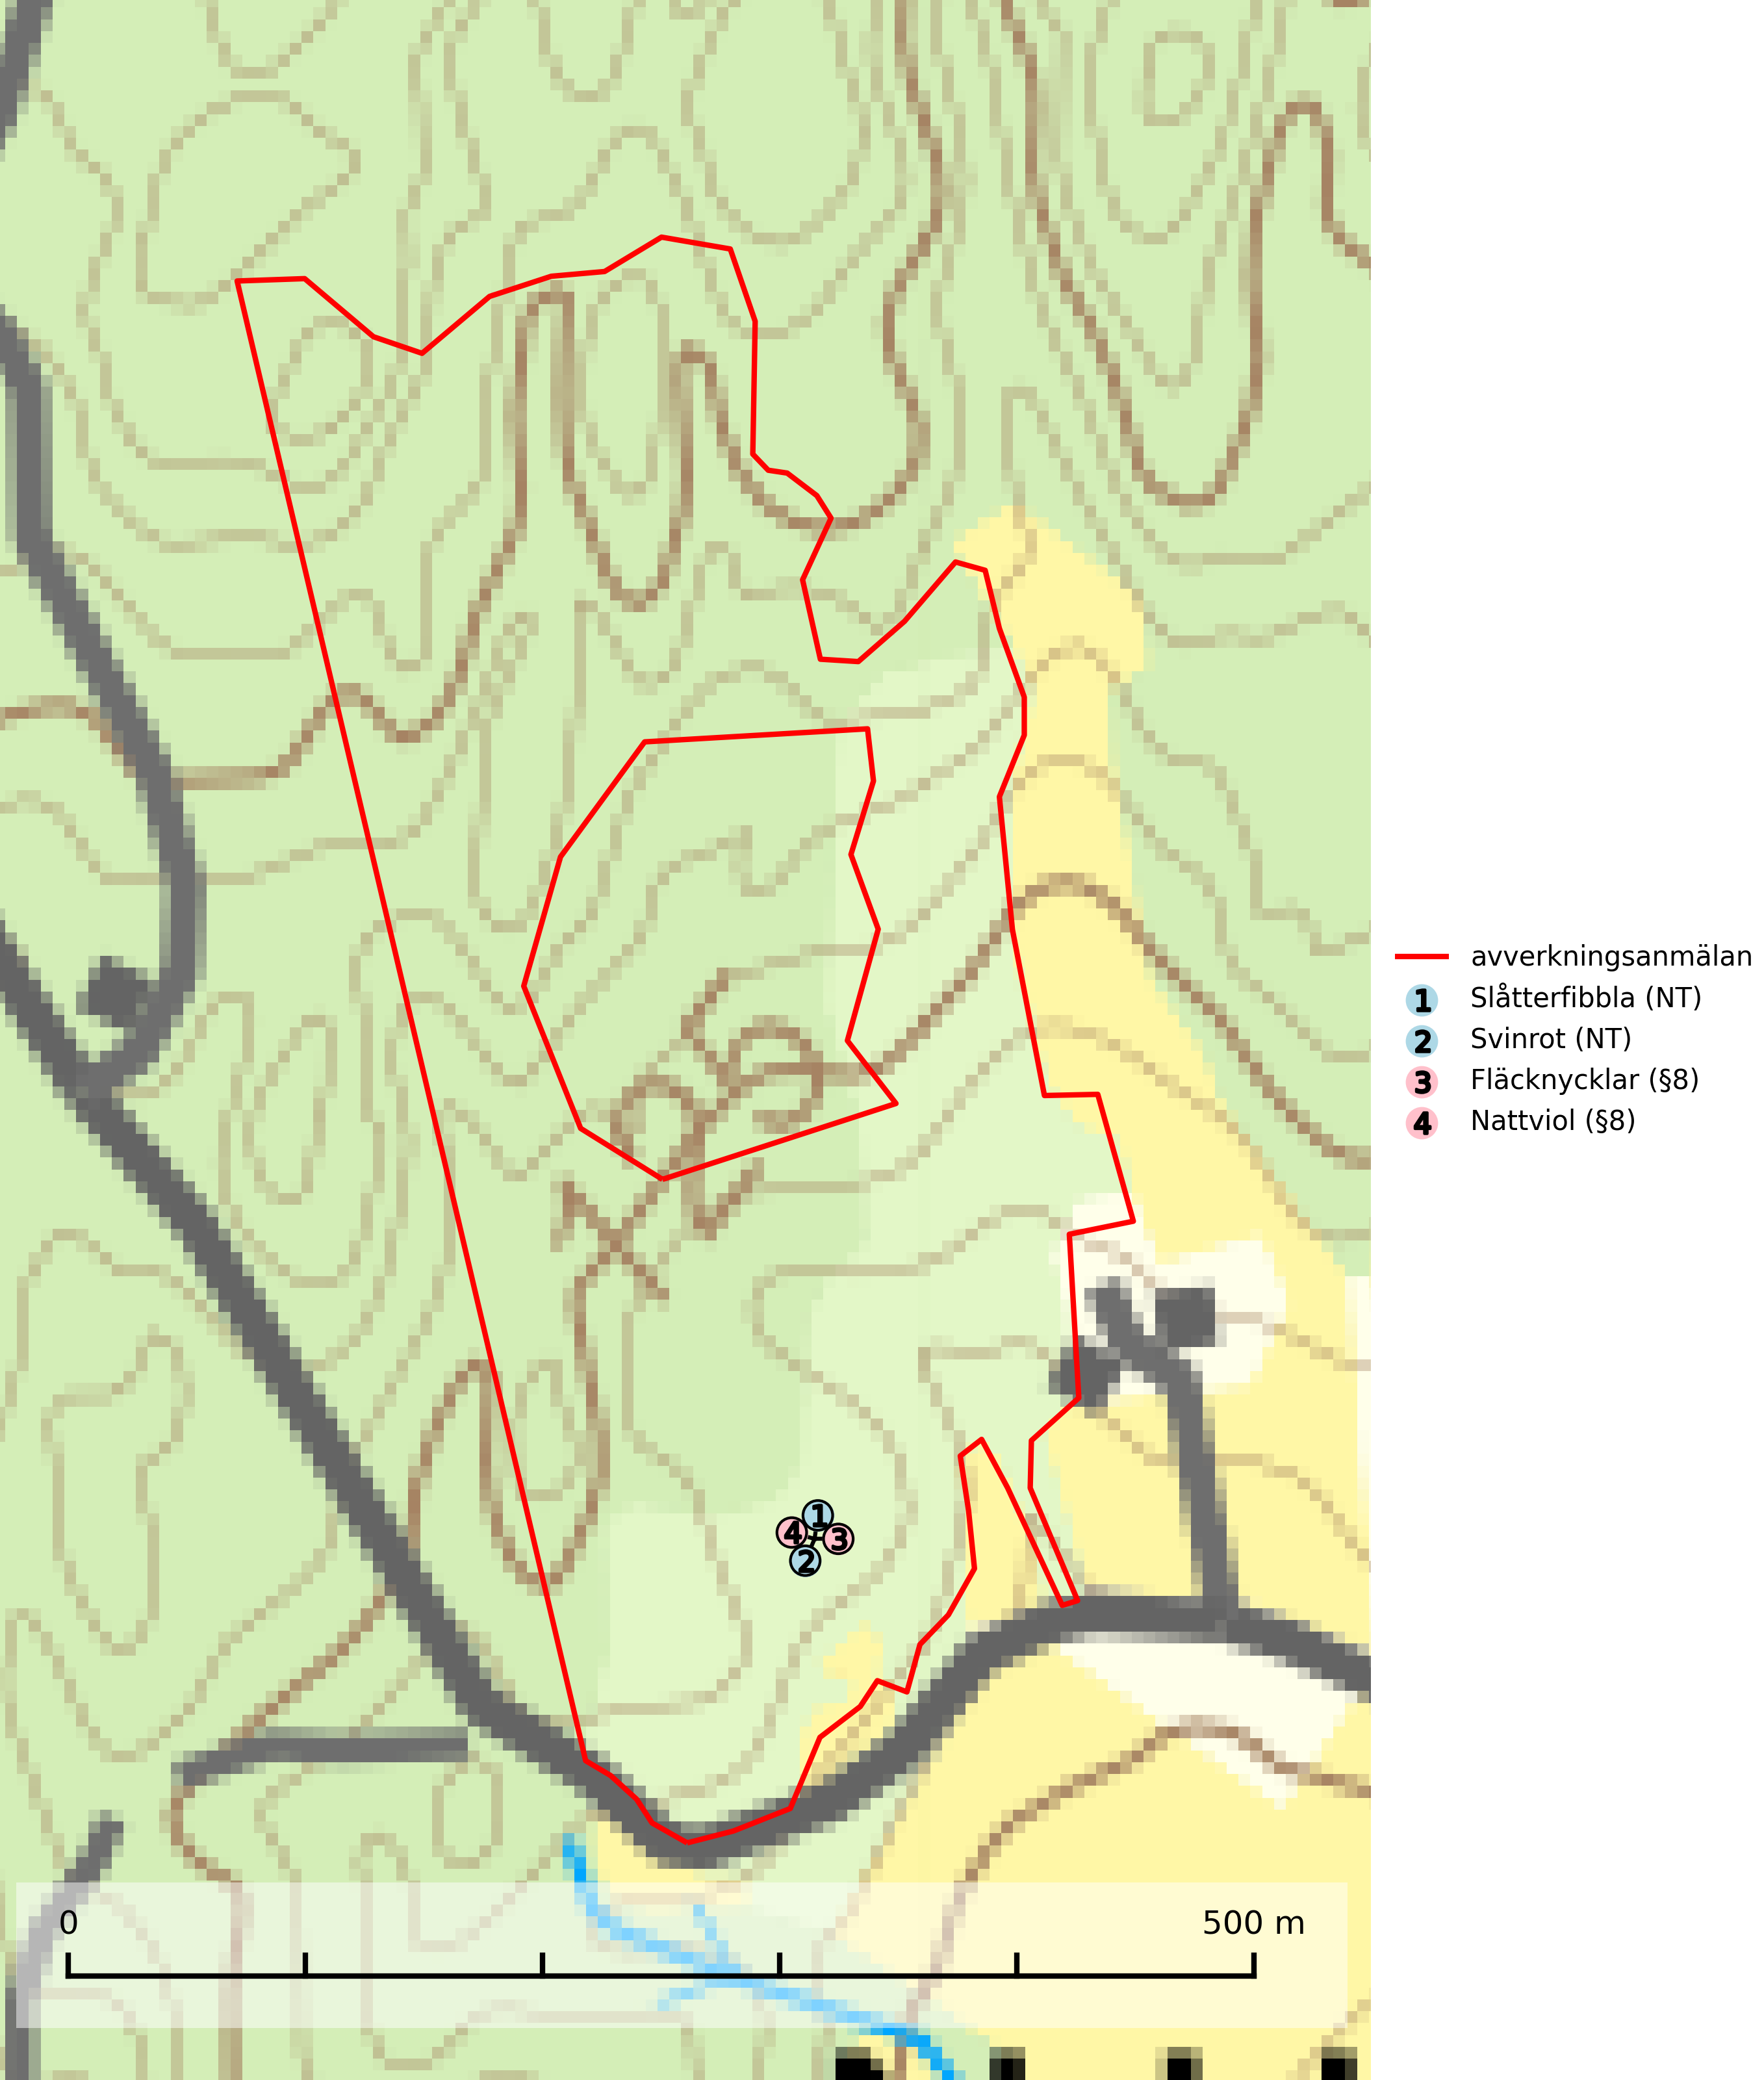 avverkningsanmälan
1 Slåtterfibbla (NT)
2 Svinrot (NT)
3 Fläcknycklar (§8)
4 Nattviol (§8)
1
4 3
2
0 500 m